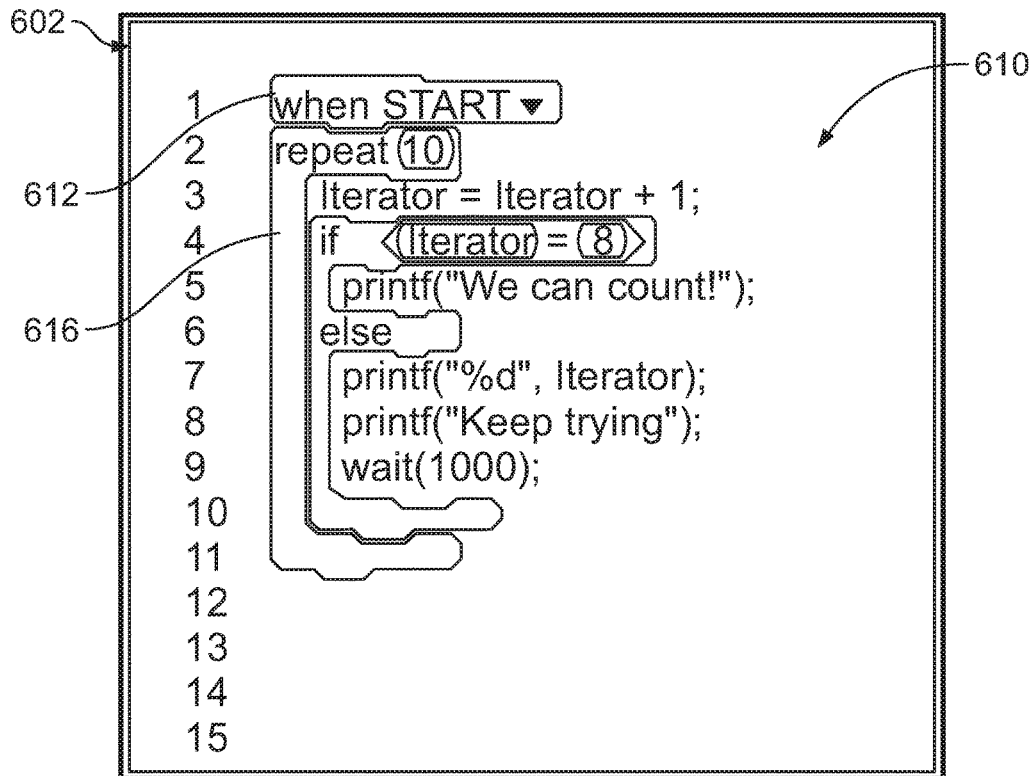 602
610
1 when START ▼
2 repeat (10)
612
3 Iterator = Iterator + 1;
4 if <(Iterator) = (8)>
5 printf("We can count!");
616
6 else
7 printf("%d", Iterator);
8 printf("Keep trying");
9 wait(1000);
10
11
12
13
14
15